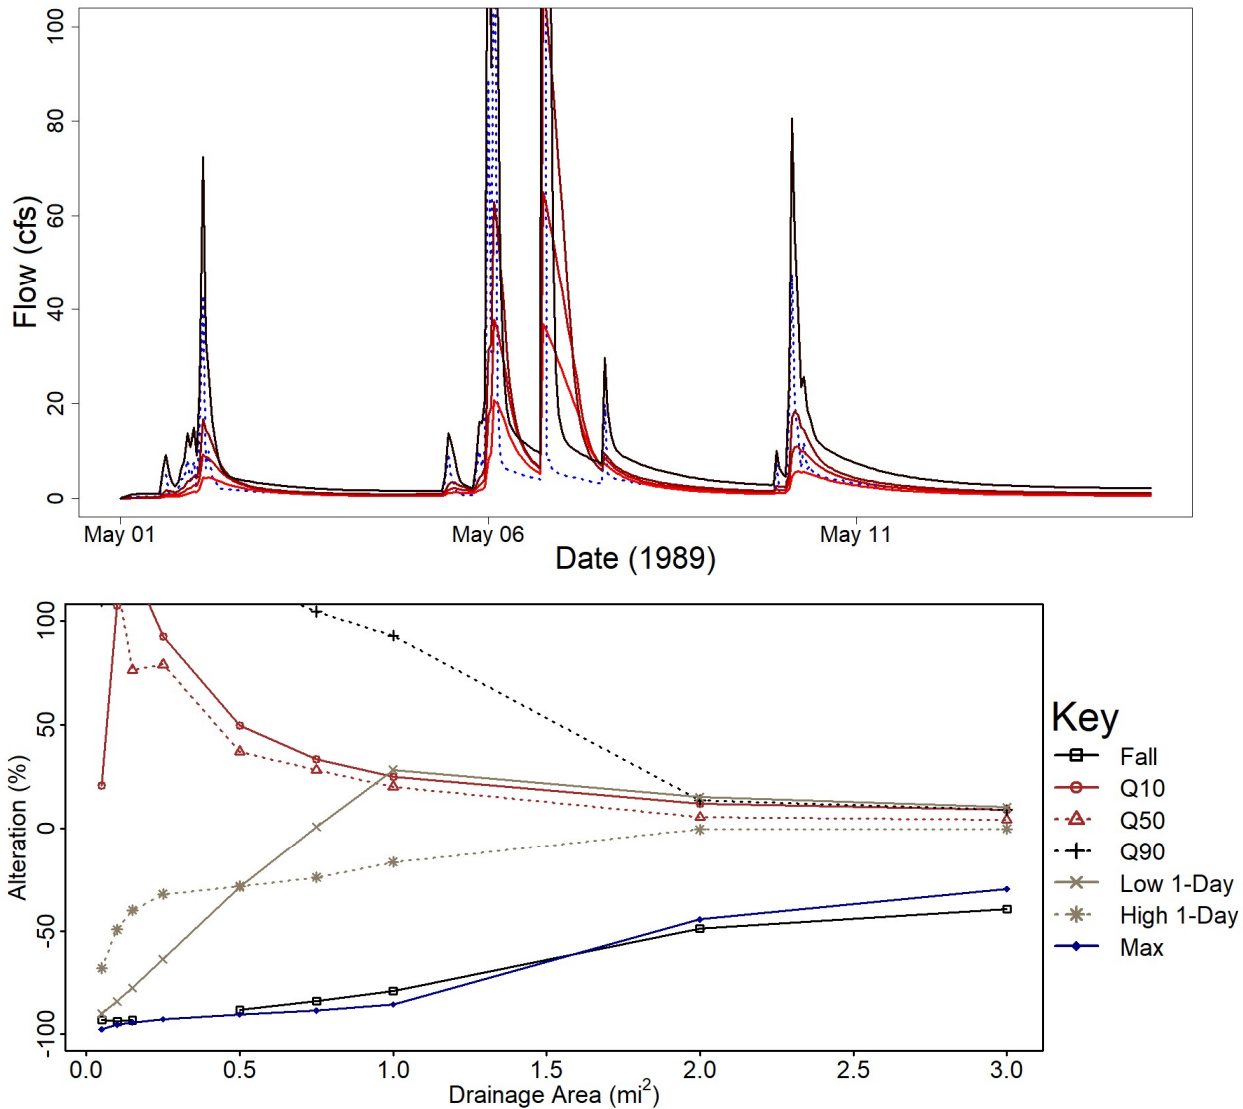 100
80
60
40
20
0
Flow (cfs)
May 01
May 06
May 11
Date (1989)
100
50
0
-50
-100
Alteration (%)
0.0
0.5
1.0
1.5
2.0
2.5
3.0
Drainage Area (mi²)
Key
Fall
Q10
Q50
Q90
Low 1-Day
High 1-Day
Max